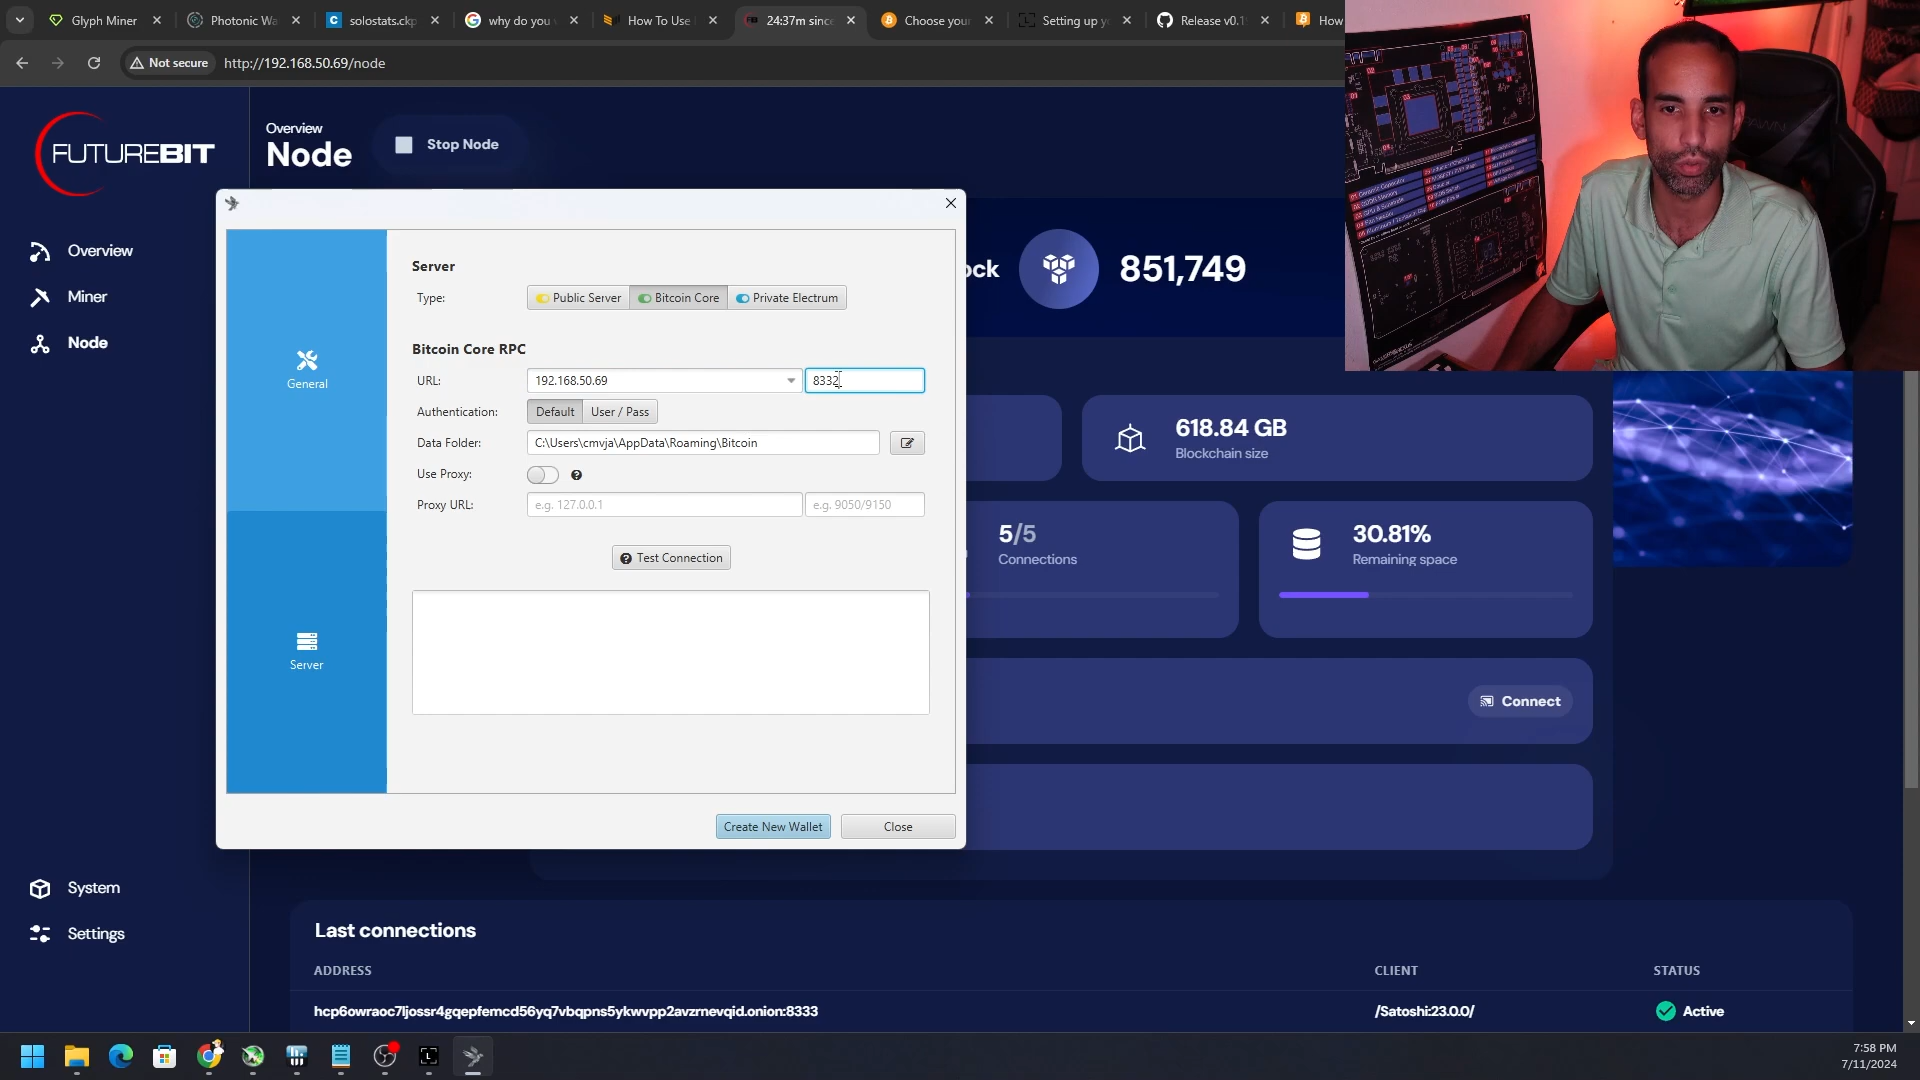 Glyph Miner
Photonic Wa
solostats.ckp
why do you
How To Use
24:37m since
Choose your
Setting up y
Release v0.1
How
Not secure
http://192.168.50.69/node
FUTUREBIT
Overview
Node
Stop Node
Overview
Miner
Node
System
Settings
ock
851,749
Server
Type:
Public Server
Bitcoin Core
Private Electrum
Bitcoin Core RPC
URL:
192.168.50.69
8332
Authentication:
Default
User / Pass
Data Folder:
C:\Users\cmvja\AppData\Roaming\Bitcoin
Use Proxy:
Proxy URL:
e.g. 127.0.0.1
e.g. 9050/9150
Test Connection
General
Server
Create New Wallet
Close
618.84 GB
Blockchain size
5/5
Connections
30.81%
Remaining space
Connect
Last connections
ADDRESS
CLIENT
STATUS
hcp6owraoc7ljossr4gqepfemcd56yq7vbqpns5ykwvpp2avzrnevqid.onion:8333
/Satoshi:23.0.0/
Active
7:58 PM
7/11/2024